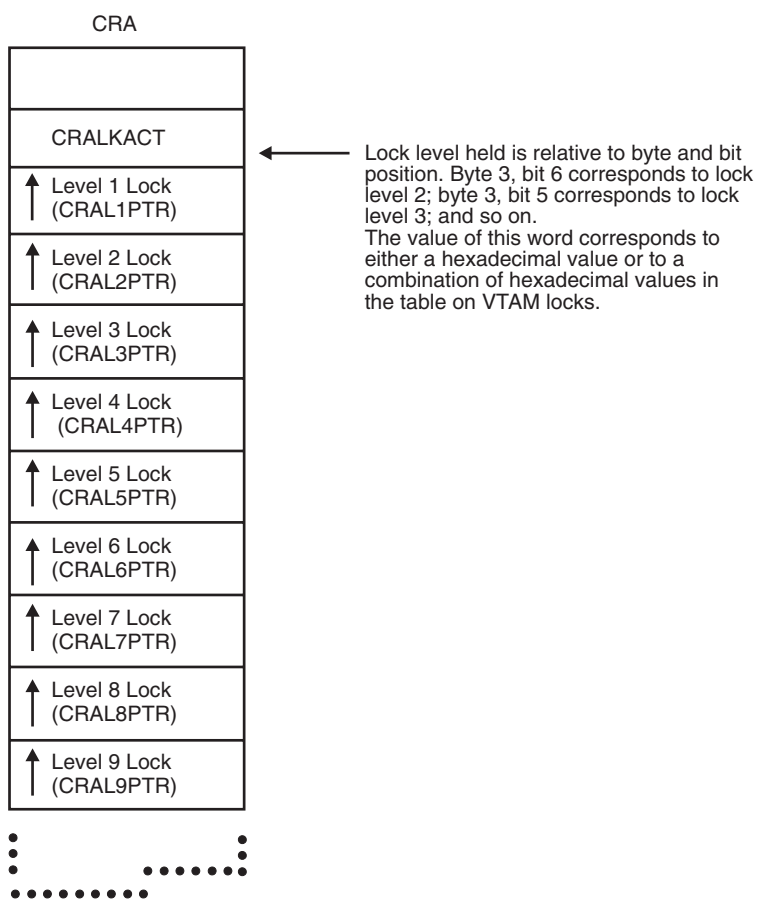 CRA
CRALKACT
Lock level held is relative to byte and bit
position. Byte 3, bit 6 corresponds to lock
level 2; byte 3, bit 5 corresponds to lock
level 3; and so on.
The value of this word corresponds to
either a hexadecimal value or to a
combination of hexadecimal values in
the table on VTAM locks.
Level 1 Lock
(CRAL1PTR)
Level 2 Lock
(CRAL2PTR)
Level 3 Lock
(CRAL3PTR)
Level 4 Lock
(CRAL4PTR)
Level 5 Lock
(CRAL5PTR)
Level 6 Lock
(CRAL6PTR)
Level 7 Lock
(CRAL7PTR)
Level 8 Lock
(CRAL8PTR)
Level 9 Lock
(CRAL9PTR)